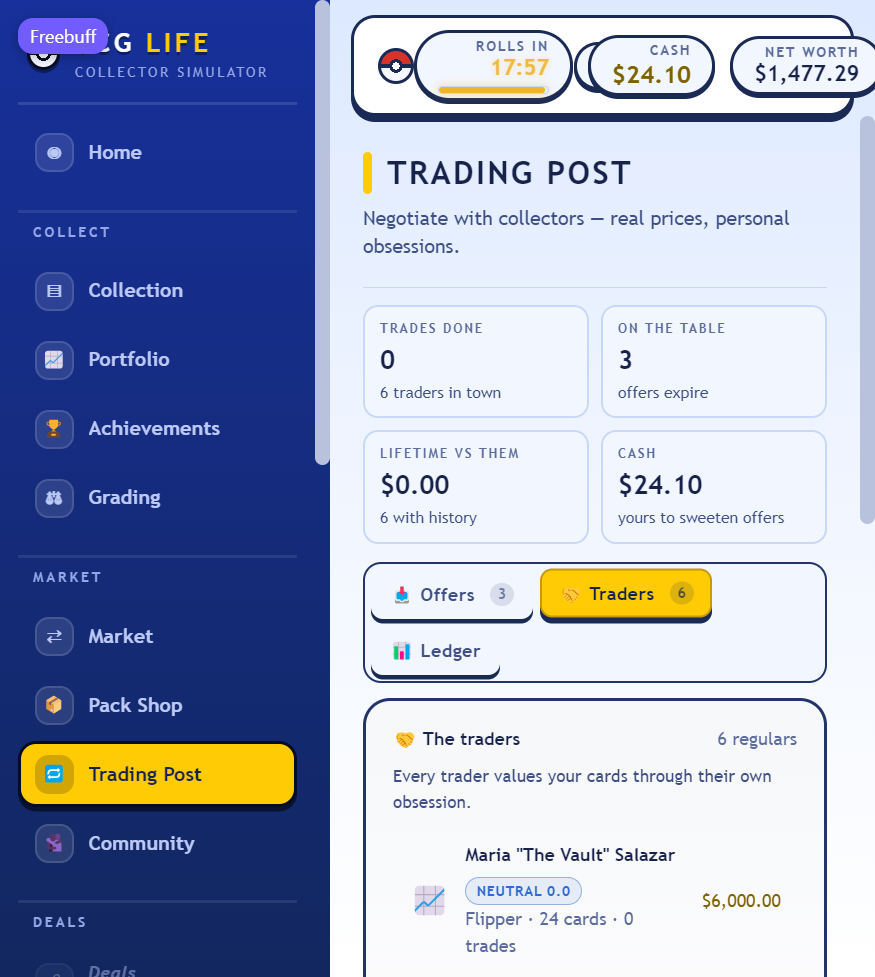 Freebuff
CG LIFE
COLLECTOR SIMULATOR
Home
COLLECT
Collection
Portfolio
Achievements
Grading
MARKET
Market
Pack Shop
Trading Post
Community
DEALS
Deals
ROLLS IN
17:57
CASH
$24.10
NET WORTH
$1,477.29
TRADING POST
Negotiate with collectors — real prices, personal
obsessions.
TRADES DONE
0
6 traders in town
ON THE TABLE
3
offers expire
LIFETIME VS THEM
$0.00
6 with history
CASH
$24.10
yours to sweeten offers
Offers 3
Traders 6
Ledger
The traders
6 regulars
Every trader values your cards through their own
obsession.
Maria "The Vault" Salazar
NEUTRAL 0.0
Flipper · 24 cards · 0
trades
$6,000.00